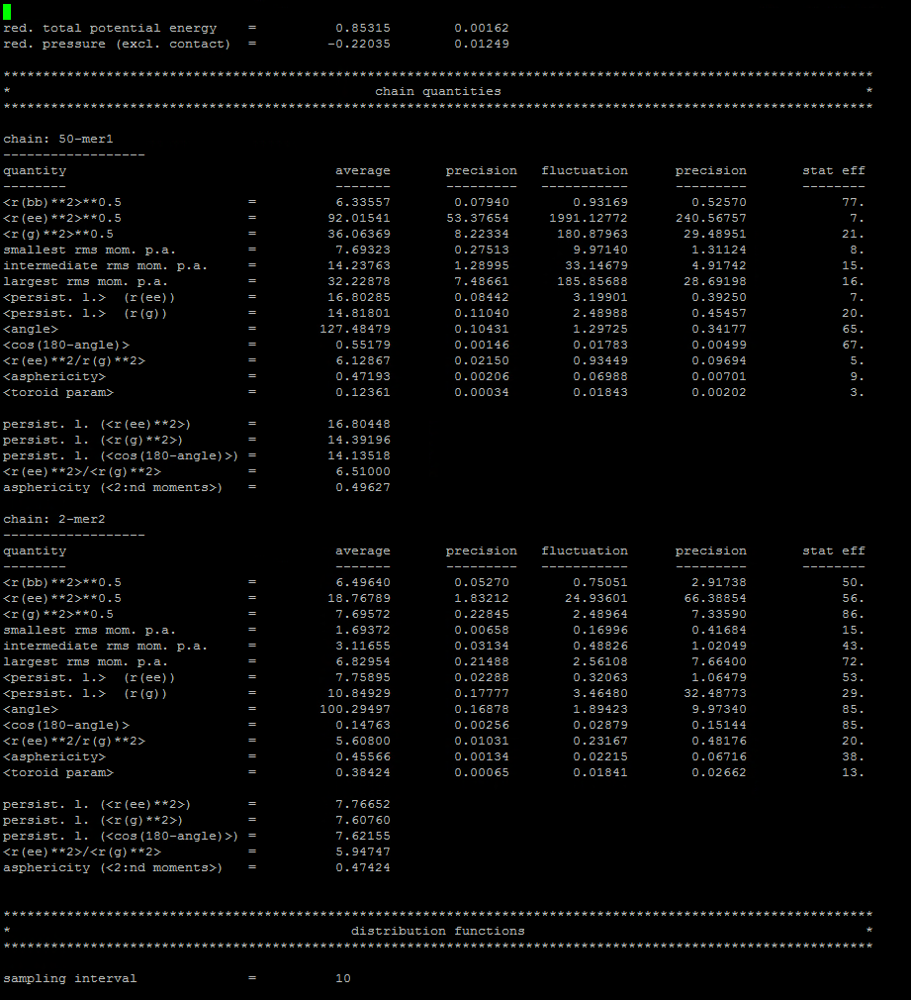 red. total potential energy    =          0.85315        0.00162
red. pressure (excl. contact)  =         -0.22035        0.01249
**************************************************************************************************************
*                                              chain quantities                                              *
**************************************************************************************************************
chain: 50-mer1
------------------
quantity                                  average       precision   fluctuation      precision       stat eff
--------                                  -------       ---------   -----------      ---------       --------
<r(bb)**2>**0.5                =          6.33557        0.07940        0.93169        0.52570            77.
<r(ee)**2>**0.5                =         92.01541       53.37654     1991.12772      240.56757             7.
<r(g)**2>**0.5                 =         36.06369        8.22334      180.87963       29.48951            21.
smallest rms mom. p.a.         =          7.69323        0.27513        9.97140        1.31124             8.
intermediate rms mom. p.a.     =         14.23763        1.28995       33.14679        4.91742            15.
largest rms mom. p.a.          =         32.22878        7.48661      185.85688       28.69198            16.
<persist. l.>  (r(ee))         =         16.80285        0.08442        3.19901        0.39250             7.
<persist. l.>  (r(g))          =         14.81801        0.11040        2.48988        0.45457            20.
<angle>                        =        127.48479        0.10431        1.29725        0.34177            65.
<cos(180-angle)>               =          0.55179        0.00146        0.01783        0.00499            67.
<r(ee)**2/r(g)**2>             =          6.12867        0.02150        0.93449        0.09694             5.
<asphericity>                  =          0.47193        0.00206        0.06988        0.00701             9.
<toroid param>                 =          0.12361        0.00034        0.01843        0.00202             3.
persist. l. (<r(ee)**2>)       =         16.80448
persist. l. (<r(g)**2>)        =         14.39196
persist. l. (<cos(180-angle)>) =         14.13518
<r(ee)**2>/<r(g)**2>           =          6.51000
asphericity (<2:nd moments>)   =          0.49627
chain: 2-mer2
------------------
quantity                                  average       precision   fluctuation      precision       stat eff
--------                                  -------       ---------   -----------      ---------       --------
<r(bb)**2>**0.5                =          6.49640        0.05270        0.75051        2.91738            50.
<r(ee)**2>**0.5                =         18.76789        1.83212       24.93601       66.38854            56.
<r(g)**2>**0.5                 =          7.69572        0.22845        2.48964        7.33590            86.
smallest rms mom. p.a.         =          1.69372        0.00658        0.16996        0.41684            15.
intermediate rms mom. p.a.     =          3.11655        0.03134        0.48826        1.02049            43.
largest rms mom. p.a.          =          6.82954        0.21488        2.56108        7.66400            72.
<persist. l.>  (r(ee))         =          7.75895        0.02288        0.32063        1.06479            53.
<persist. l.>  (r(g))          =         10.84929        0.17777        3.46480       32.48773            29.
<angle>                        =        100.29497        0.16878        1.89423        9.97340            85.
<cos(180-angle)>               =          0.14763        0.00256        0.02879        0.15144            85.
<r(ee)**2/r(g)**2>             =          5.60800        0.01031        0.23167        0.48176            20.
<asphericity>                  =          0.45566        0.00134        0.02215        0.06716            38.
<toroid param>                 =          0.38424        0.00065        0.01841        0.02662            13.
persist. l. (<r(ee)**2>)       =          7.76652
persist. l. (<r(g)**2>)        =          7.60760
persist. l. (<cos(180-angle)>) =          7.62155
<r(ee)**2>/<r(g)**2>           =          5.94747
asphericity (<2:nd moments>)   =          0.47424
**************************************************************************************************************
*                                           distribution functions                                           *
**************************************************************************************************************
sampling interval              =          10